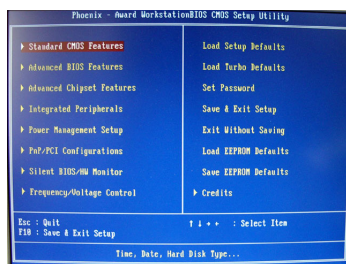 Phoenix - Award WorkstationBIOS CMOS Setup Utility
Standard CMOS Features
Advanced BIOS Features
Advanced Chipset Features
Integrated Peripherals
Power Management Setup
PnP/PCI Configurations
Silent BIOS/HW Monitor
Frequency/Voltage Control
Load Setup Defaults
Load Turbo Defaults
Set Password
Save & Exit Setup
Exit Without Saving
Load EEPROM Defaults
Save EEPROM Defaults
Credits
Esc : Quit
F10 : Save & Exit Setup
↑ ↓ ← → : Select Item
Time, Date, Hard Disk Type...